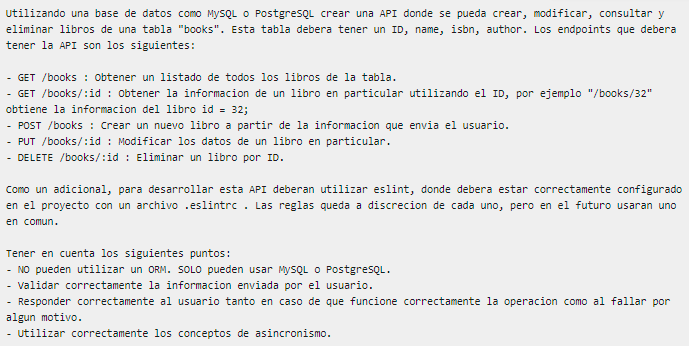 Utilizando una base de datos como MySQL o PostgreSQL crear una API donde se pueda crear, modificar, consultar y
eliminar libros de una tabla "books". Esta tabla debera tener un ID, name, isbn, author. Los endpoints que debera
tener la API son los siguientes:

- GET /books : Obtener un listado de todos los libros de la tabla.
- GET /books/:id : Obtener la informacion de un libro en particular utilizando el ID, por ejemplo "/books/32"
obtiene la informacion del libro id = 32;
- POST /books : Crear un nuevo libro a partir de la informacion que envia el usuario.
- PUT /books/:id : Modificar los datos de un libro en particular.
- DELETE /books/:id : Eliminar un libro por ID.

Como un adicional, para desarrollar esta API deberan utilizar eslint, donde debera estar correctamente configurado
en el proyecto con un archivo .eslintrc . Las reglas queda a discrecion de cada uno, pero en el futuro usaran uno
en comun.

Tener en cuenta los siguientes puntos:
- NO pueden utilizar un ORM. SOLO pueden usar MySQL o PostgreSQL.
- Validar correctamente la informacion enviada por el usuario.
- Responder correctamente al usuario tanto en caso de que funcione correctamente la operacion como al fallar por
algun motivo.
- Utilizar correctamente los conceptos de asincronismo.